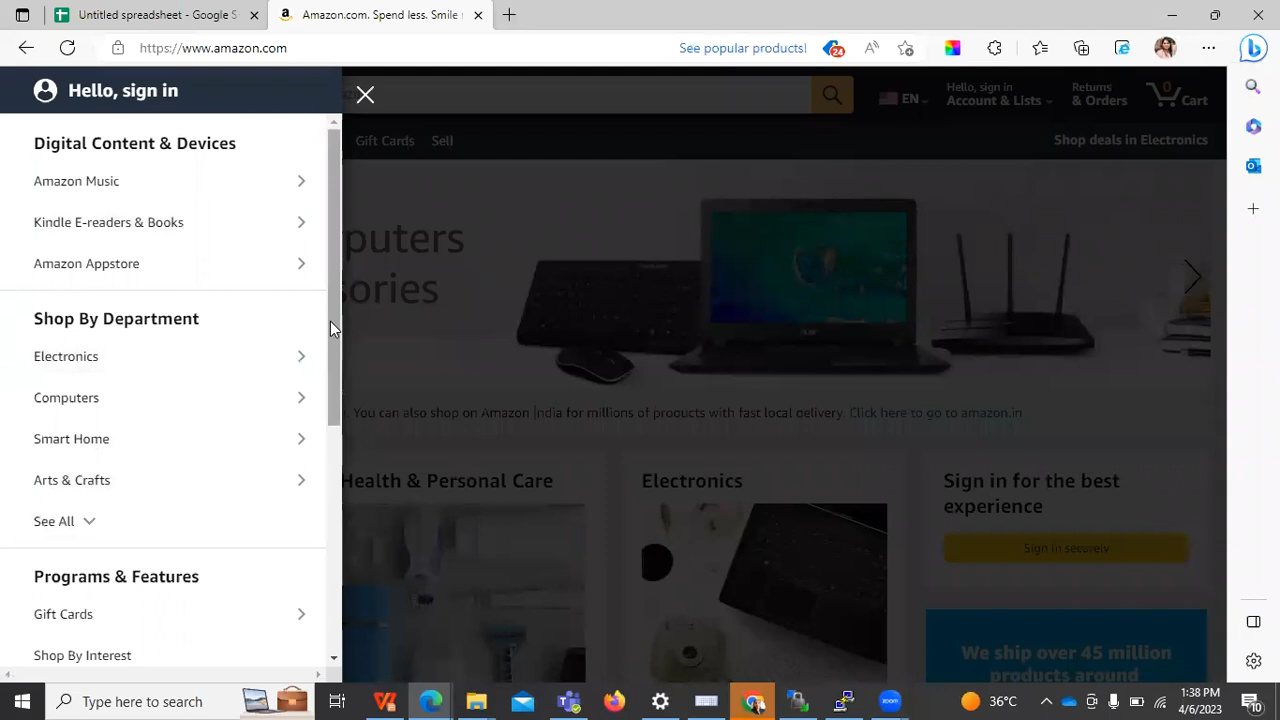 Untitled spreadsheet - Google S
Amazon.com. Spend less. Smile
https://www.amazon.com
See popular products!
24
Hello, sign in
EN
Hello, sign in
Account & Lists
Returns
& Orders
0
Cart
Gift Cards
Sell
Shop deals in Electronics
Digital Content & Devices
Amazon Music
Kindle E-readers & Books
Amazon Appstore
Shop By Department
Electronics
Computers
Smart Home
Arts & Crafts
See All
Programs & Features
Gift Cards
Shop By Interest
puters
sories
acer
. You can also shop on Amazon India for millions of products with fast local delivery. Click here to go to amazon.in
Health & Personal Care
Electronics
Sign in for the best
experience
Sign in securely
We ship over 45 million
products around
Type here to search
zoom
36°C
1:38 PM
4/6/2023
10